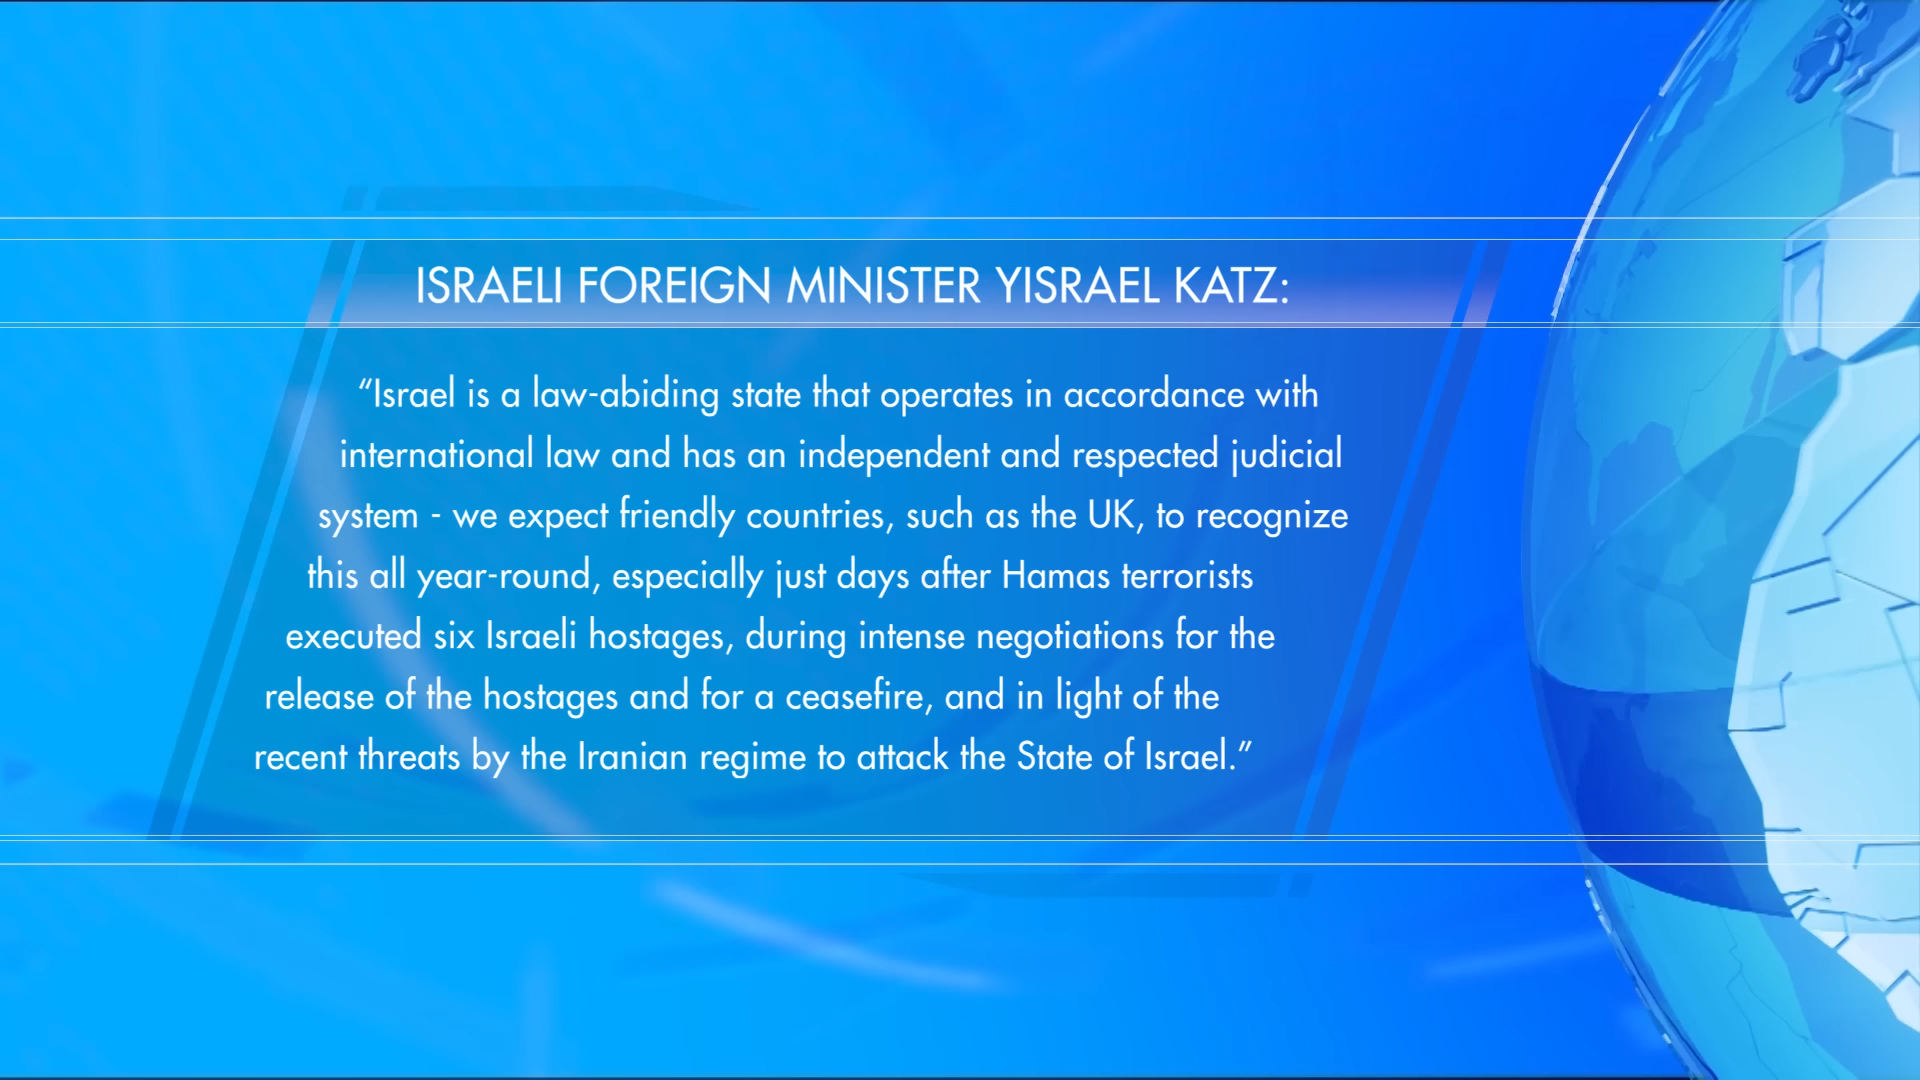 ISRAELI FOREIGN MINISTER YISRAEL KATZ:
“Israel is a law-abiding state that operates in accordance with
international law and has an independent and respected judicial
system - we expect friendly countries, such as the UK, to recognize
this all year-round, especially just days after Hamas terrorists
executed six Israeli hostages, during intense negotiations for the
release of the hostages and for a ceasefire, and in light of the
recent threats by the Iranian regime to attack the State of Israel.”